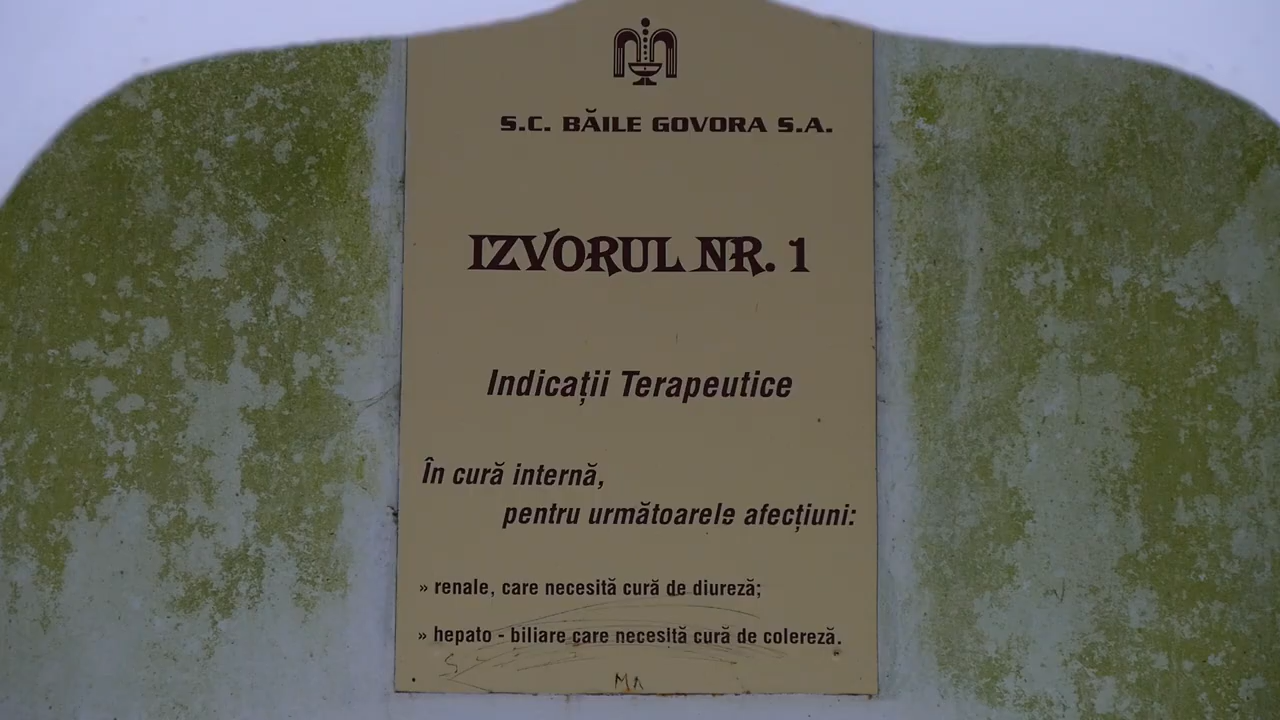 S.C. BĂILE GOVORA S.A.
IZVORUL NR. 1
Indicații Terapeutice
În cură internă,
pentru următoarele afecțiuni:
» renale, care necesită cură de diureză;
» hepato - biliare care necesită cură de colereză.